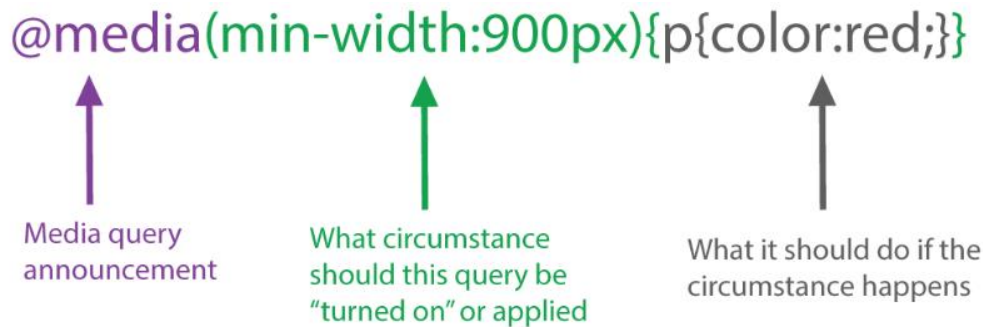 @media(min-width:900px){p{color:red;}}
Media query
announcement
What circumstance
should this query be
“turned on” or applied
What it should do if the
circumstance happens